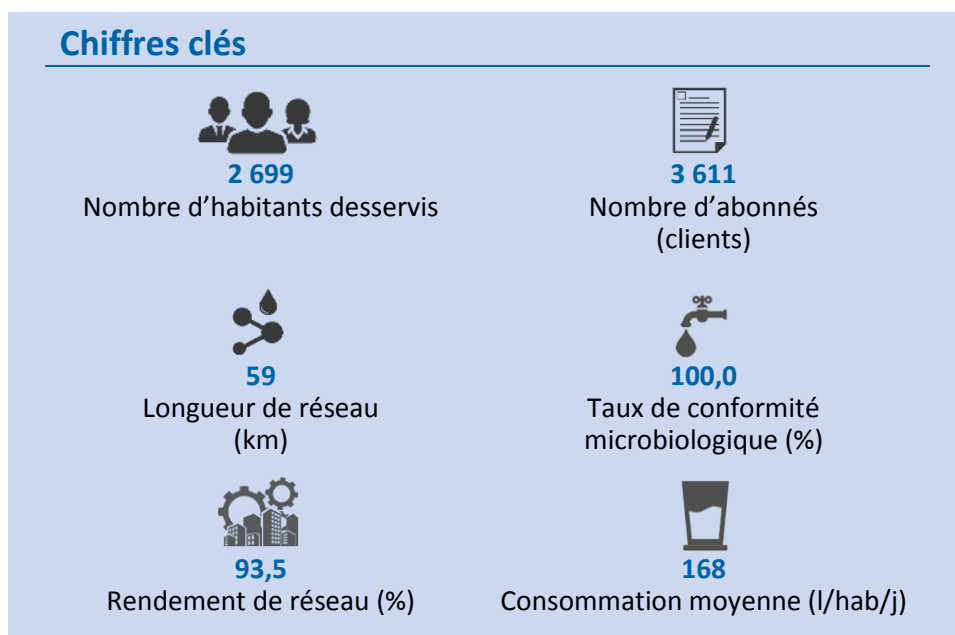 Chiffres clés
2 699
Nombre d’habitants desservis
3 611
Nombre d’abonnés
(clients)
59
Longueur de réseau
(km)
100,0
Taux de conformité
microbiologique (%)
93,5
Rendement de réseau (%)
168
Consommation moyenne (l/hab/j)